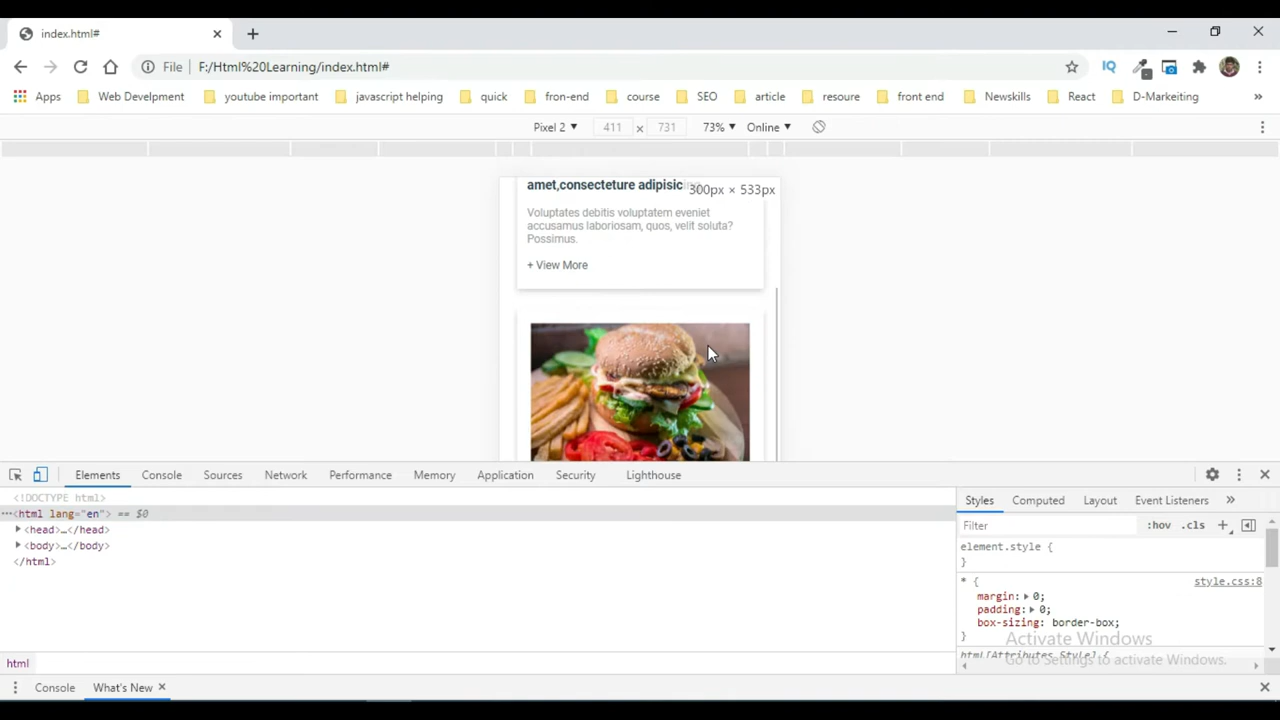 index.html#
File F:/Html%20Learning/index.html#
IQ
Apps Web Develpment youtube important javascript helping quick fron-end course SEO article resoure front end Newskills React D-Markeiting »
Pixel 2 411 × 731 73% Online
amet,consecteture adipisic
300px × 533px
Voluptates debitis voluptatem eveniet
accusamus laboriosam, quos, velit soluta?
Possimus.
+ View More
Elements Console Sources Network Performance Memory Application Security Lighthouse
<!DOCTYPE html>
<html lang="en"> == $0
<head>…</head>
<body>…</body>
</html>
Styles Computed Layout Event Listeners »
Filter :hov .cls +
element.style {
}
* { style.css:8
margin: 0;
padding: 0;
box-sizing: border-box;
}
html[Attributes Style] {
Activate Windows
Go to Settings to activate Windows.
html
Console What's New